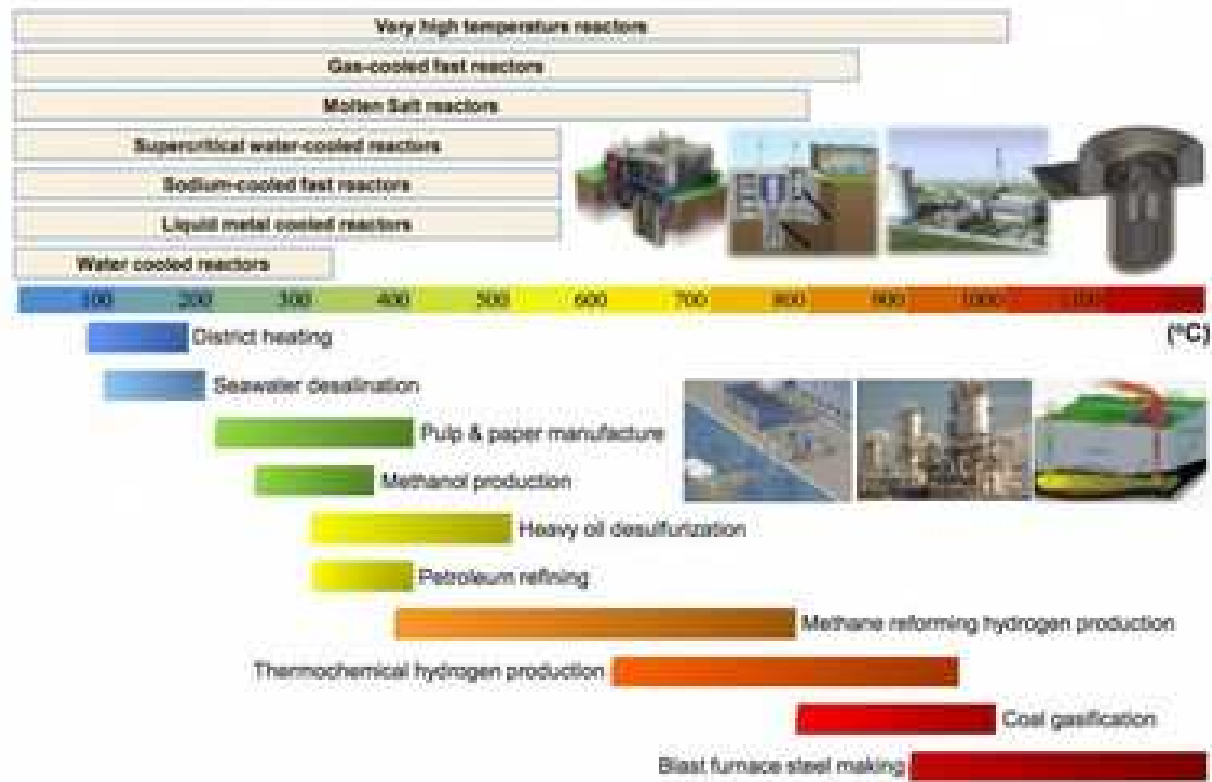 Very high temperature reactors
Gas-cooled fast reactors
Molten Salt reactors
Supercritical water-cooled reactors
Sodium-cooled fast reactors
Liquid metal cooled reactors
Water cooled reactors
100 200 300 400 500 600 700 800 900 1000 1100
(°C)
District heating
Seawater desalination
Pulp & paper manufacture
Methanol production
Heavy oil desulfurization
Petroleum refining
Methane reforming hydrogen production
Thermochemical hydrogen production
Coal gasification
Blast furnace steel making